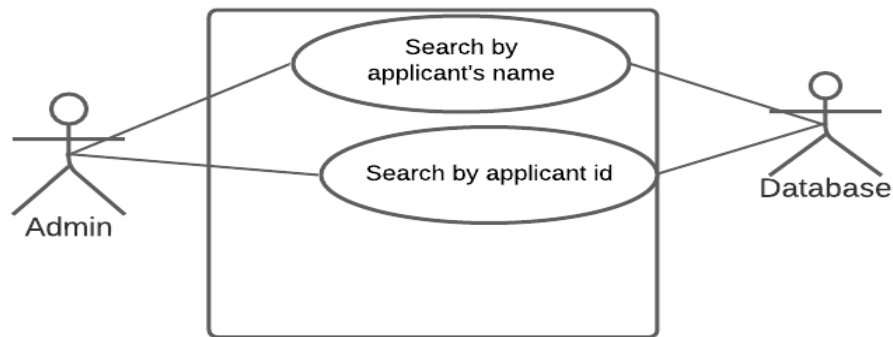 Search by
applicant's name
Search by applicant id
Admin
Database